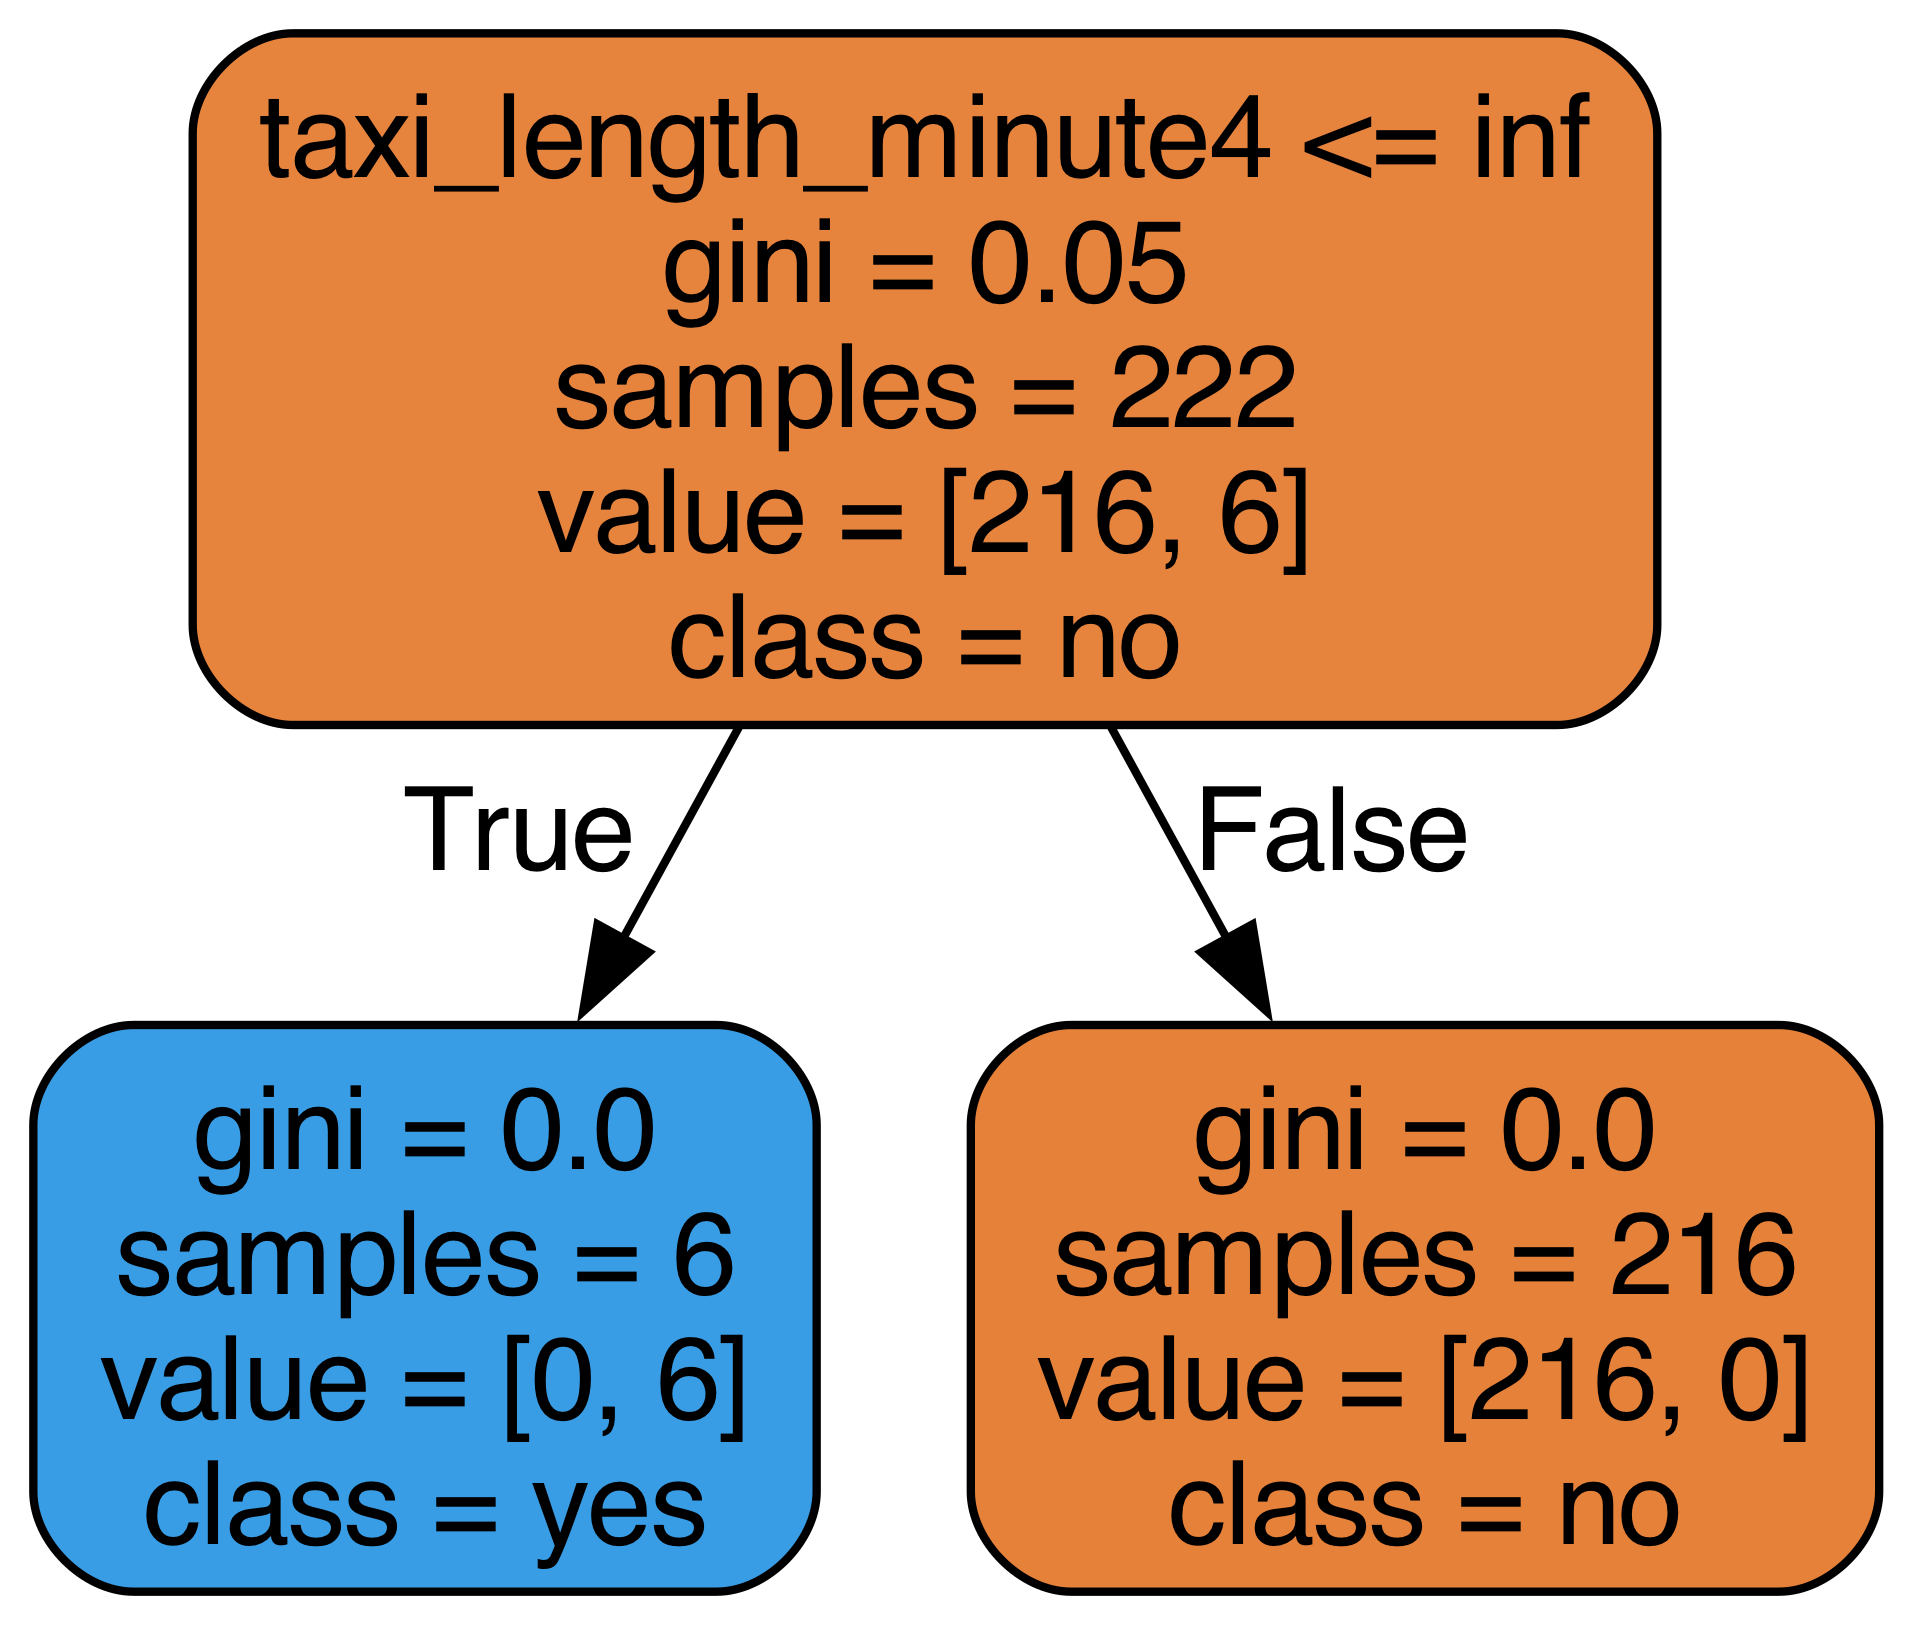 taxi_length_minute4 <= inf
gini = 0.05
samples = 222
value = [216, 6]
class = no
True
False
gini = 0.0
samples = 6
value = [0, 6]
class = yes
gini = 0.0
samples = 216
value = [216, 0]
class = no